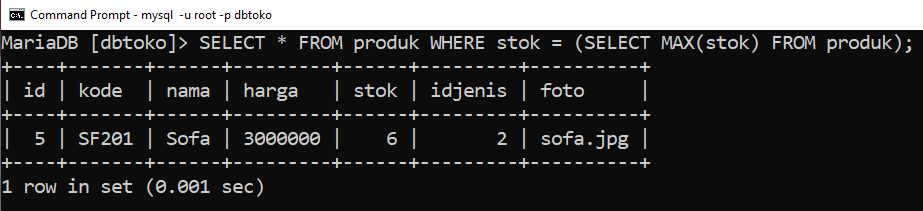 Command Prompt - mysql  -u root -p dbtoko
MariaDB [dbtoko]> SELECT * FROM produk WHERE stok = (SELECT MAX(stok) FROM produk);
+----+-------+------+---------+------+---------+----------+
| id | kode  | nama | harga   | stok | idjenis | foto     |
+----+-------+------+---------+------+---------+----------+
|  5 | SF201 | Sofa | 3000000 |    6 |       2 | sofa.jpg |
+----+-------+------+---------+------+---------+----------+
1 row in set (0.001 sec)